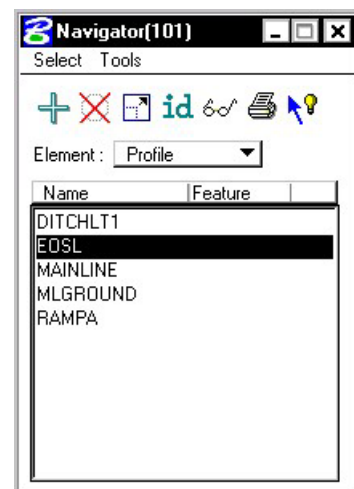 Navigator(101)
Select Tools
id
Element : Profile
Name Feature
DITCHLT1
EOSL
MAINLINE
MLGROUND
RAMPA